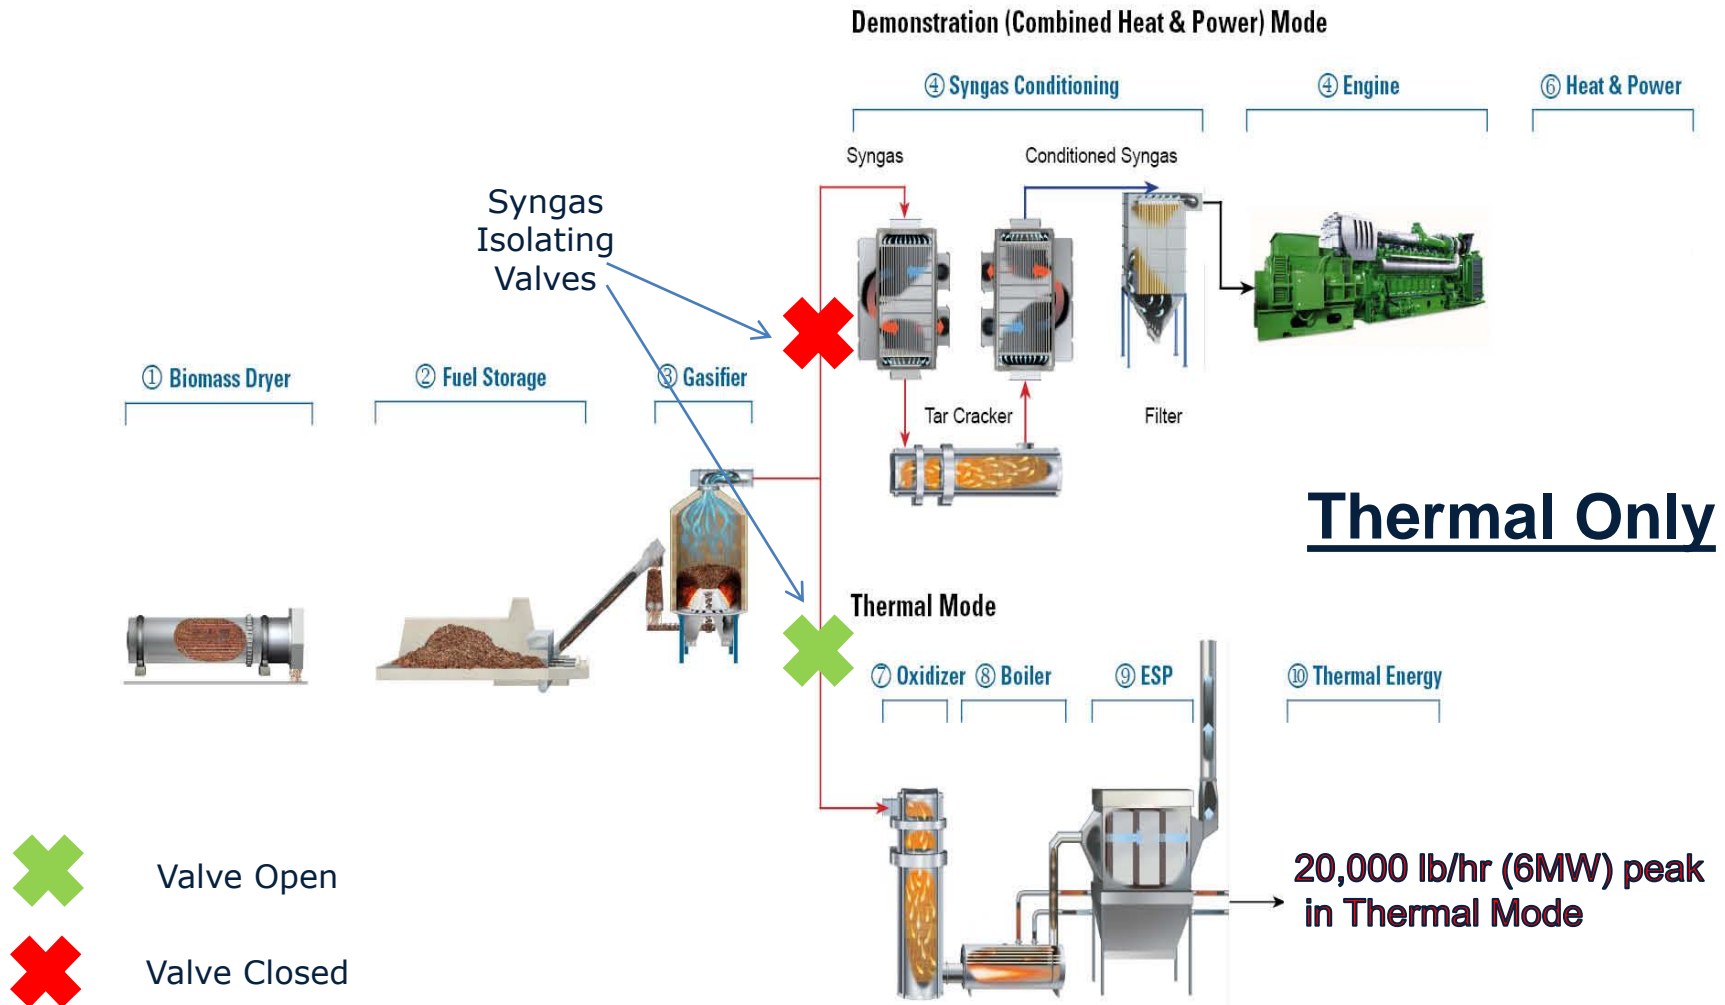 Demonstration (Combined Heat & Power) Mode
④ Syngas Conditioning
④ Engine
⑥ Heat & Power
Syngas
Conditioned Syngas
Syngas
Isolating
Valves
① Biomass Dryer
② Fuel Storage
③ Gasifier
Tar Cracker
Filter
Thermal Only
Thermal Mode
⑦ Oxidizer
⑧ Boiler
⑨ ESP
⑩ Thermal Energy
20,000 lb/hr (6MW) peak
in Thermal Mode
Valve Open
Valve Closed